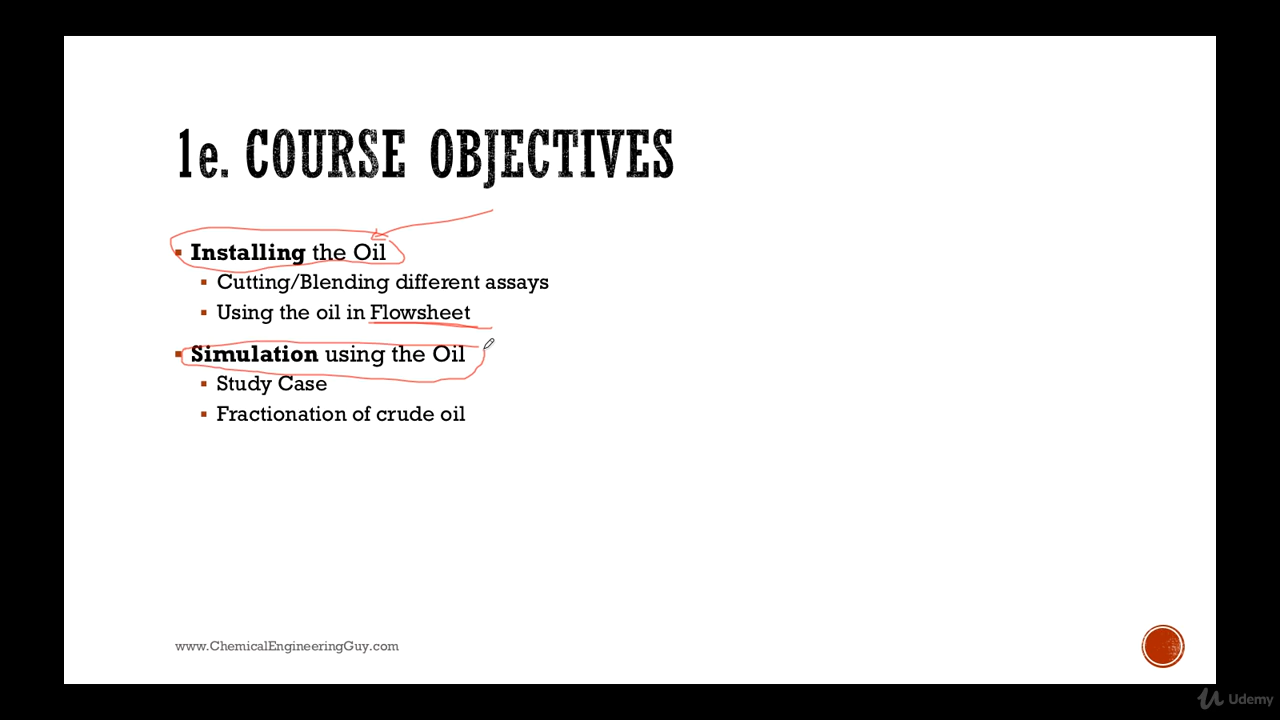 1e. COURSE OBJECTIVES
Installing the Oil
Cutting/Blending different assays
Using the oil in Flowsheet
Simulation using the Oil
Study Case
Fractionation of crude oil
www.ChemicalEngineeringGuy.com
Udemy